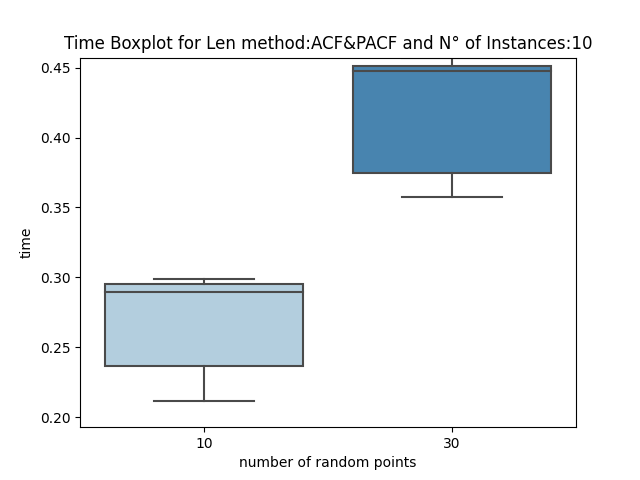 Time Boxplot for Len method:ACF&PACF and N° of Instances:10
0.45
0.40
0.35
0.30
0.25
0.20
time
10 30
number of random points